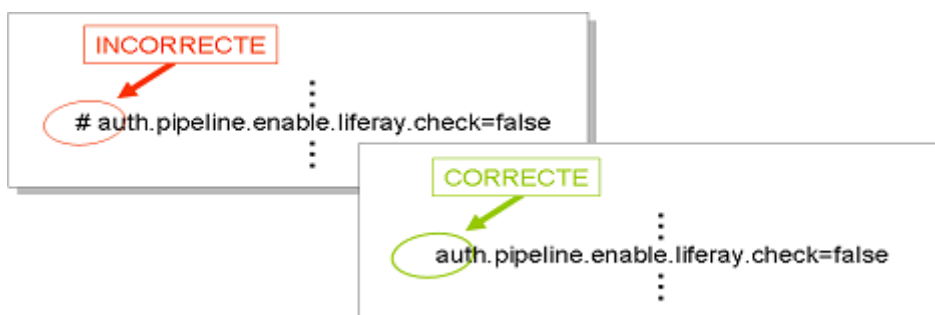 INCORRECTE
# auth.pipeline.enable.liferay.check=false
CORRECTE
auth.pipeline.enable.liferay.check=false